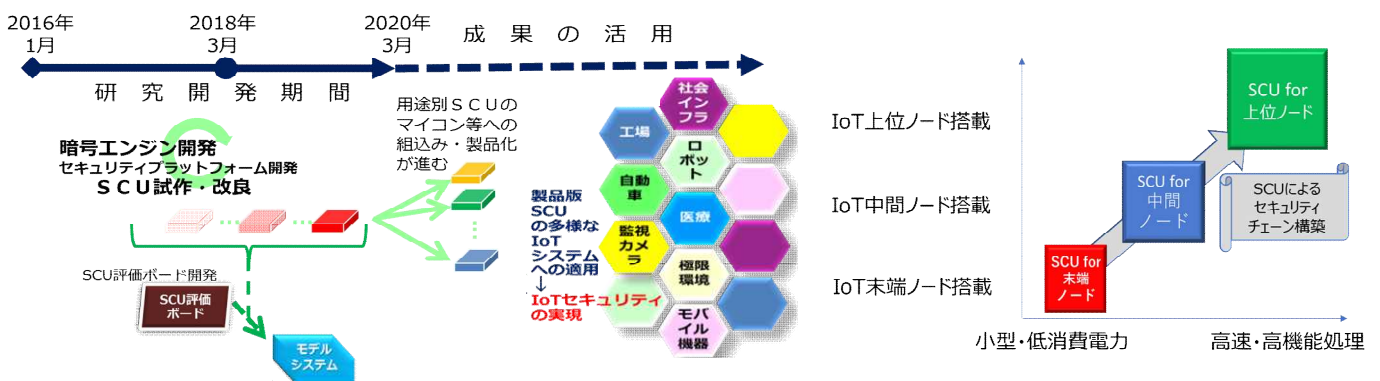 2016年
1月
2018年
3月
2020年
3月
成果の活用
研究開発期間
暗号エンジン開発
セキュリティプラットフォーム開発
SCU試作・改良
SCU評価ボード開発
SCU評価
ボード
モデル
システム
用途別SCUの
マイコン等への
組込み・製品化
が進む
製品版
SCU
の多様な
IoT
システム
への適用
↓
IoTセキュリティ
の実現
社会
イン
フラ
工場
ロ
ボッ
ト
自動
車
医療
監視
カメ
ラ
極限
環境
モバ
イル
機器
IoT上位ノード搭載
IoT中間ノード搭載
IoT末端ノード搭載
SCU for
上位ノード
SCU for
中間
ノード
SCU for
末端
ノード
SCUによる
セキュリティ
チェーン構築
小型・低消費電力
高速・高機能処理